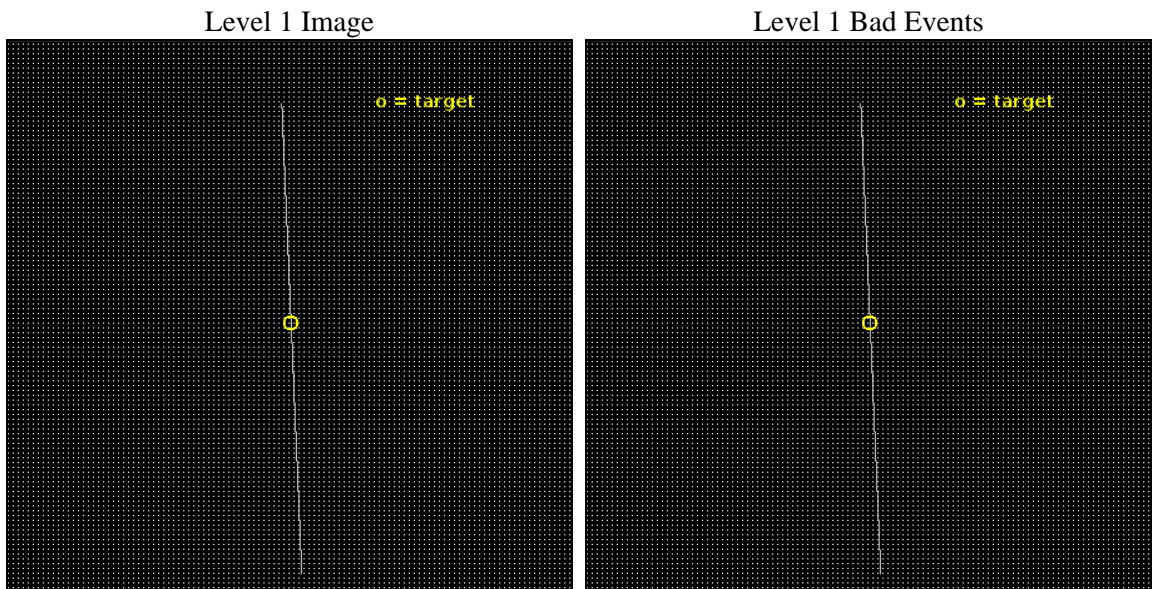 Level 1 Image
Level 1 Bad Events
o = target
o = target